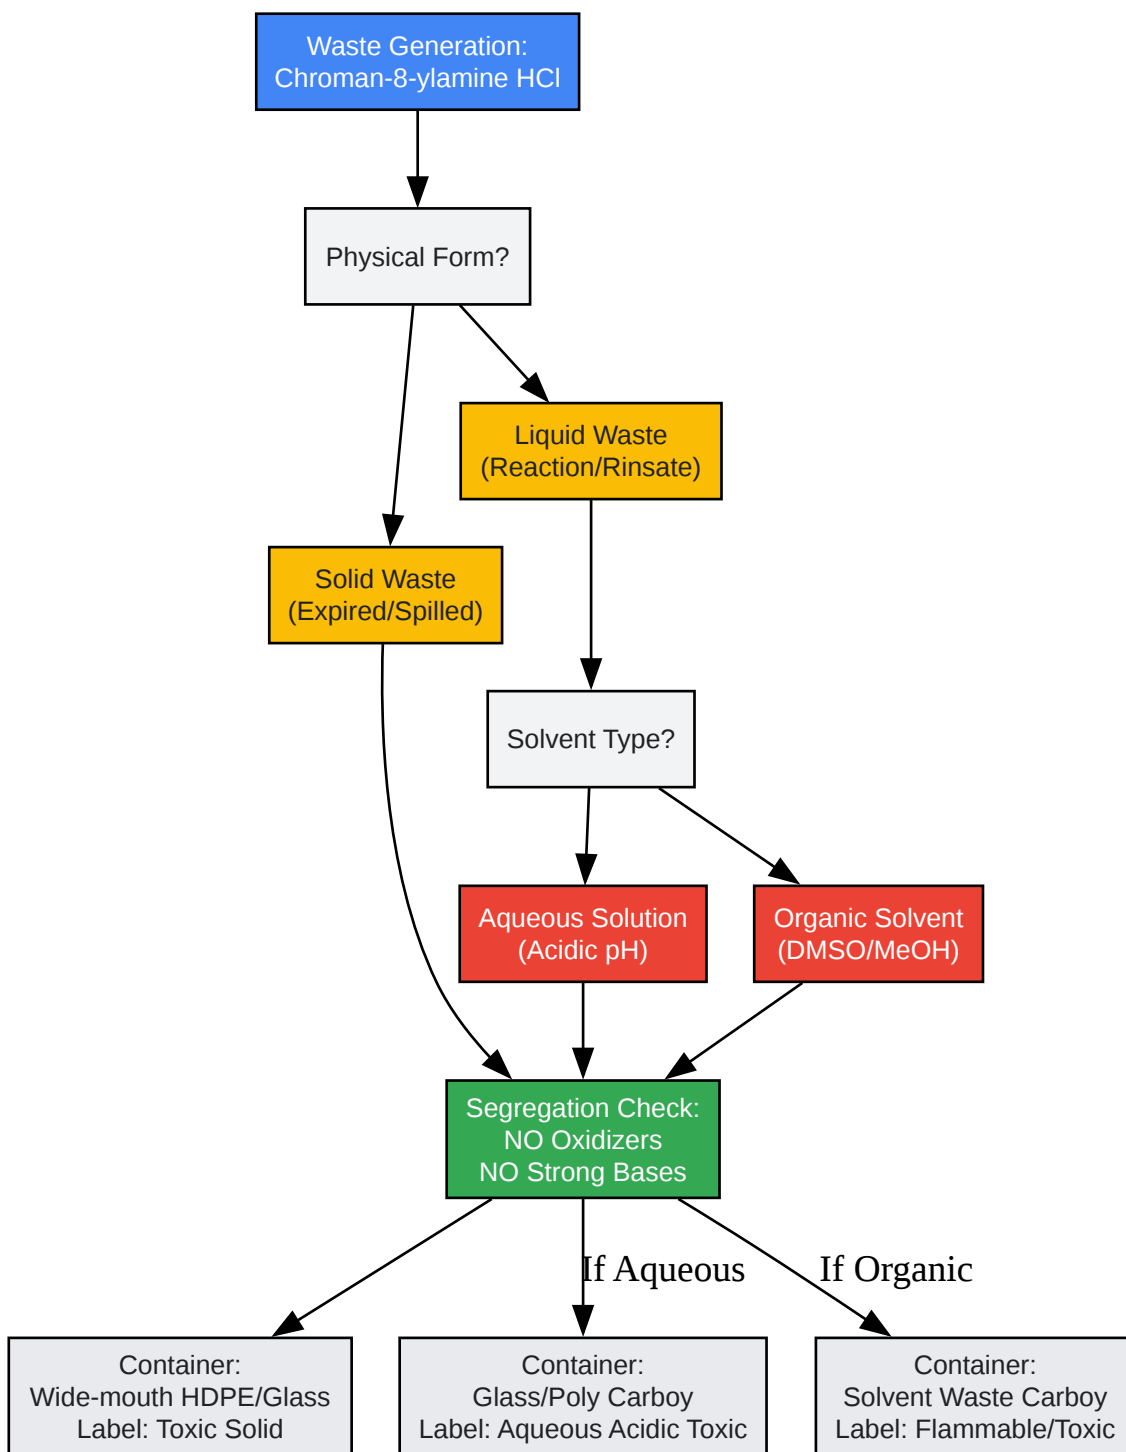 Waste Generation:
Chroman-8-ylamine HCl
Physical Form?
Liquid Waste
(Reaction/Rinsate)
Solid Waste
(Expired/Spilled)
Solvent Type?
Aqueous Solution
(Acidic pH)
Organic Solvent
(DMSO/MeOH)
Segregation Check:
NO Oxidizers
NO Strong Bases
If Aqueous
If Organic
Container:
Wide-mouth HDPE/Glass
Label: Toxic Solid
Container:
Glass/Poly Carboy
Label: Aqueous Acidic Toxic
Container:
Solvent Waste Carboy
Label: Flammable/Toxic